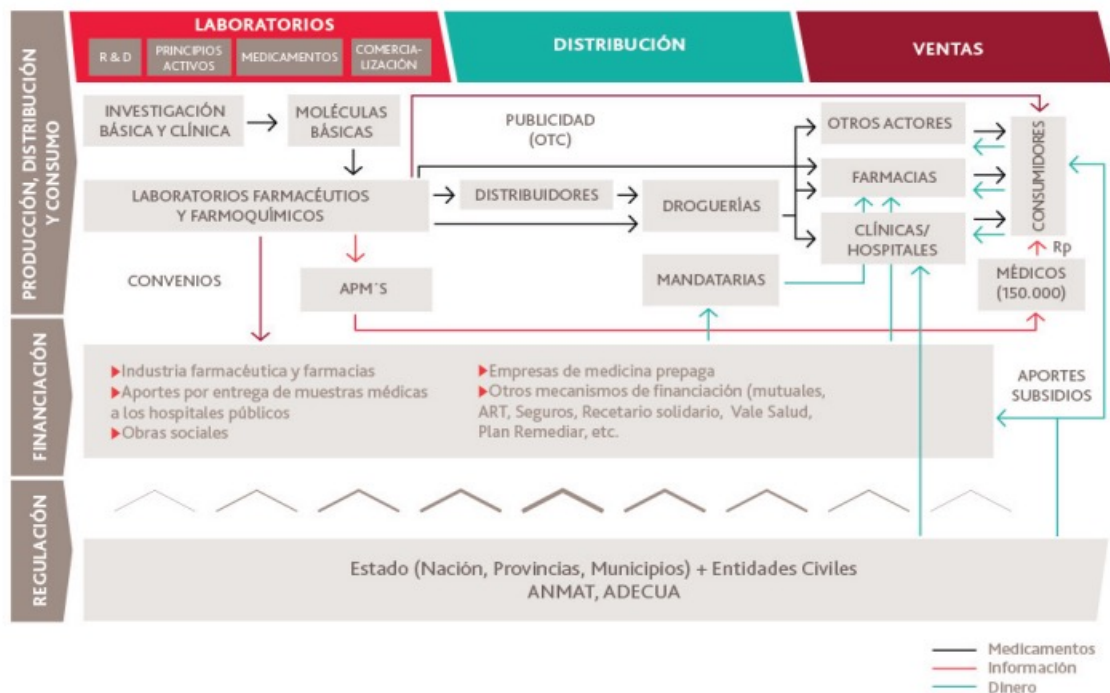 LABORATORIOS
R & D
PRINCIPIOS
ACTIVOS
MEDICAMENTOS
COMERCIA-
LIZACIÓN
DISTRIBUCIÓN
VENTAS
PRODUCCIÓN, DISTRIBUCIÓN
Y CONSUMO
INVESTIGACIÓN
BÁSICA Y CLÍNICA
MOLÉCULAS
BÁSICAS
PUBLICIDAD
(OTC)
OTROS ACTORES
CONSUMIDORES
LABORATORIOS FARMACÉUTIOS
Y FARMOQUÍMICOS
DISTRIBUIDORES
DROGUERÍAS
FARMACIAS
CLÍNICAS/
HOSPITALES
Rp
CONVENIOS
APM´S
MANDATARIAS
MÉDICOS
(150.000)
FINANCIACIÓN
Industria farmacéutica y farmacias
Aportes por entrega de muestras médicas
a los hospitales públicos
Obras sociales
Empresas de medicina prepaga
Otros mecanismos de financiación (mutuales,
ART, Seguros, Recetario solidario, Vale Salud,
Plan Remediar, etc.
APORTES
SUBSIDIOS
REGULACIÓN
Estado (Nación, Provincias, Municipios) + Entidades Civiles
ANMAT, ADECUA
Medicamentos
Información
Dinero